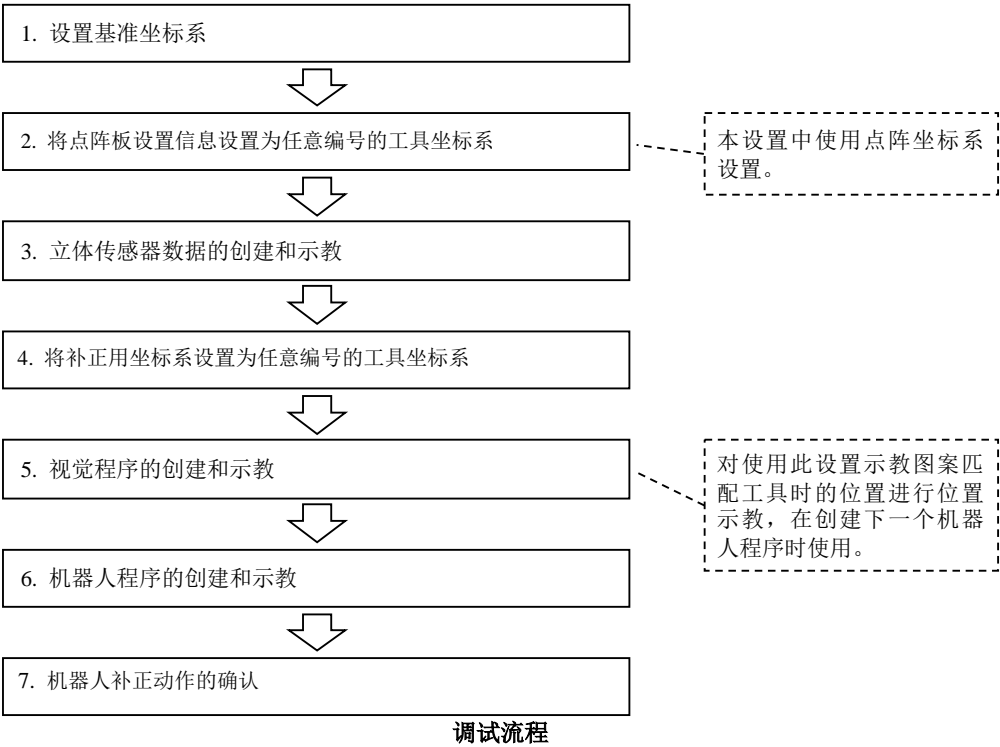 1. 设置基准坐标系
2. 将点阵板设置信息设置为任意编号的工具坐标系
本设置中使用点阵坐标系
设置。
3. 立体传感器数据的创建和示教
4. 将补正用坐标系设置为任意编号的工具坐标系
5. 视觉程序的创建和示教
对使用此设置示教图案匹
配工具时的位置进行位置
示教，在创建下一个机器
人程序时使用。
6. 机器人程序的创建和示教
7. 机器人补正动作的确认
调试流程